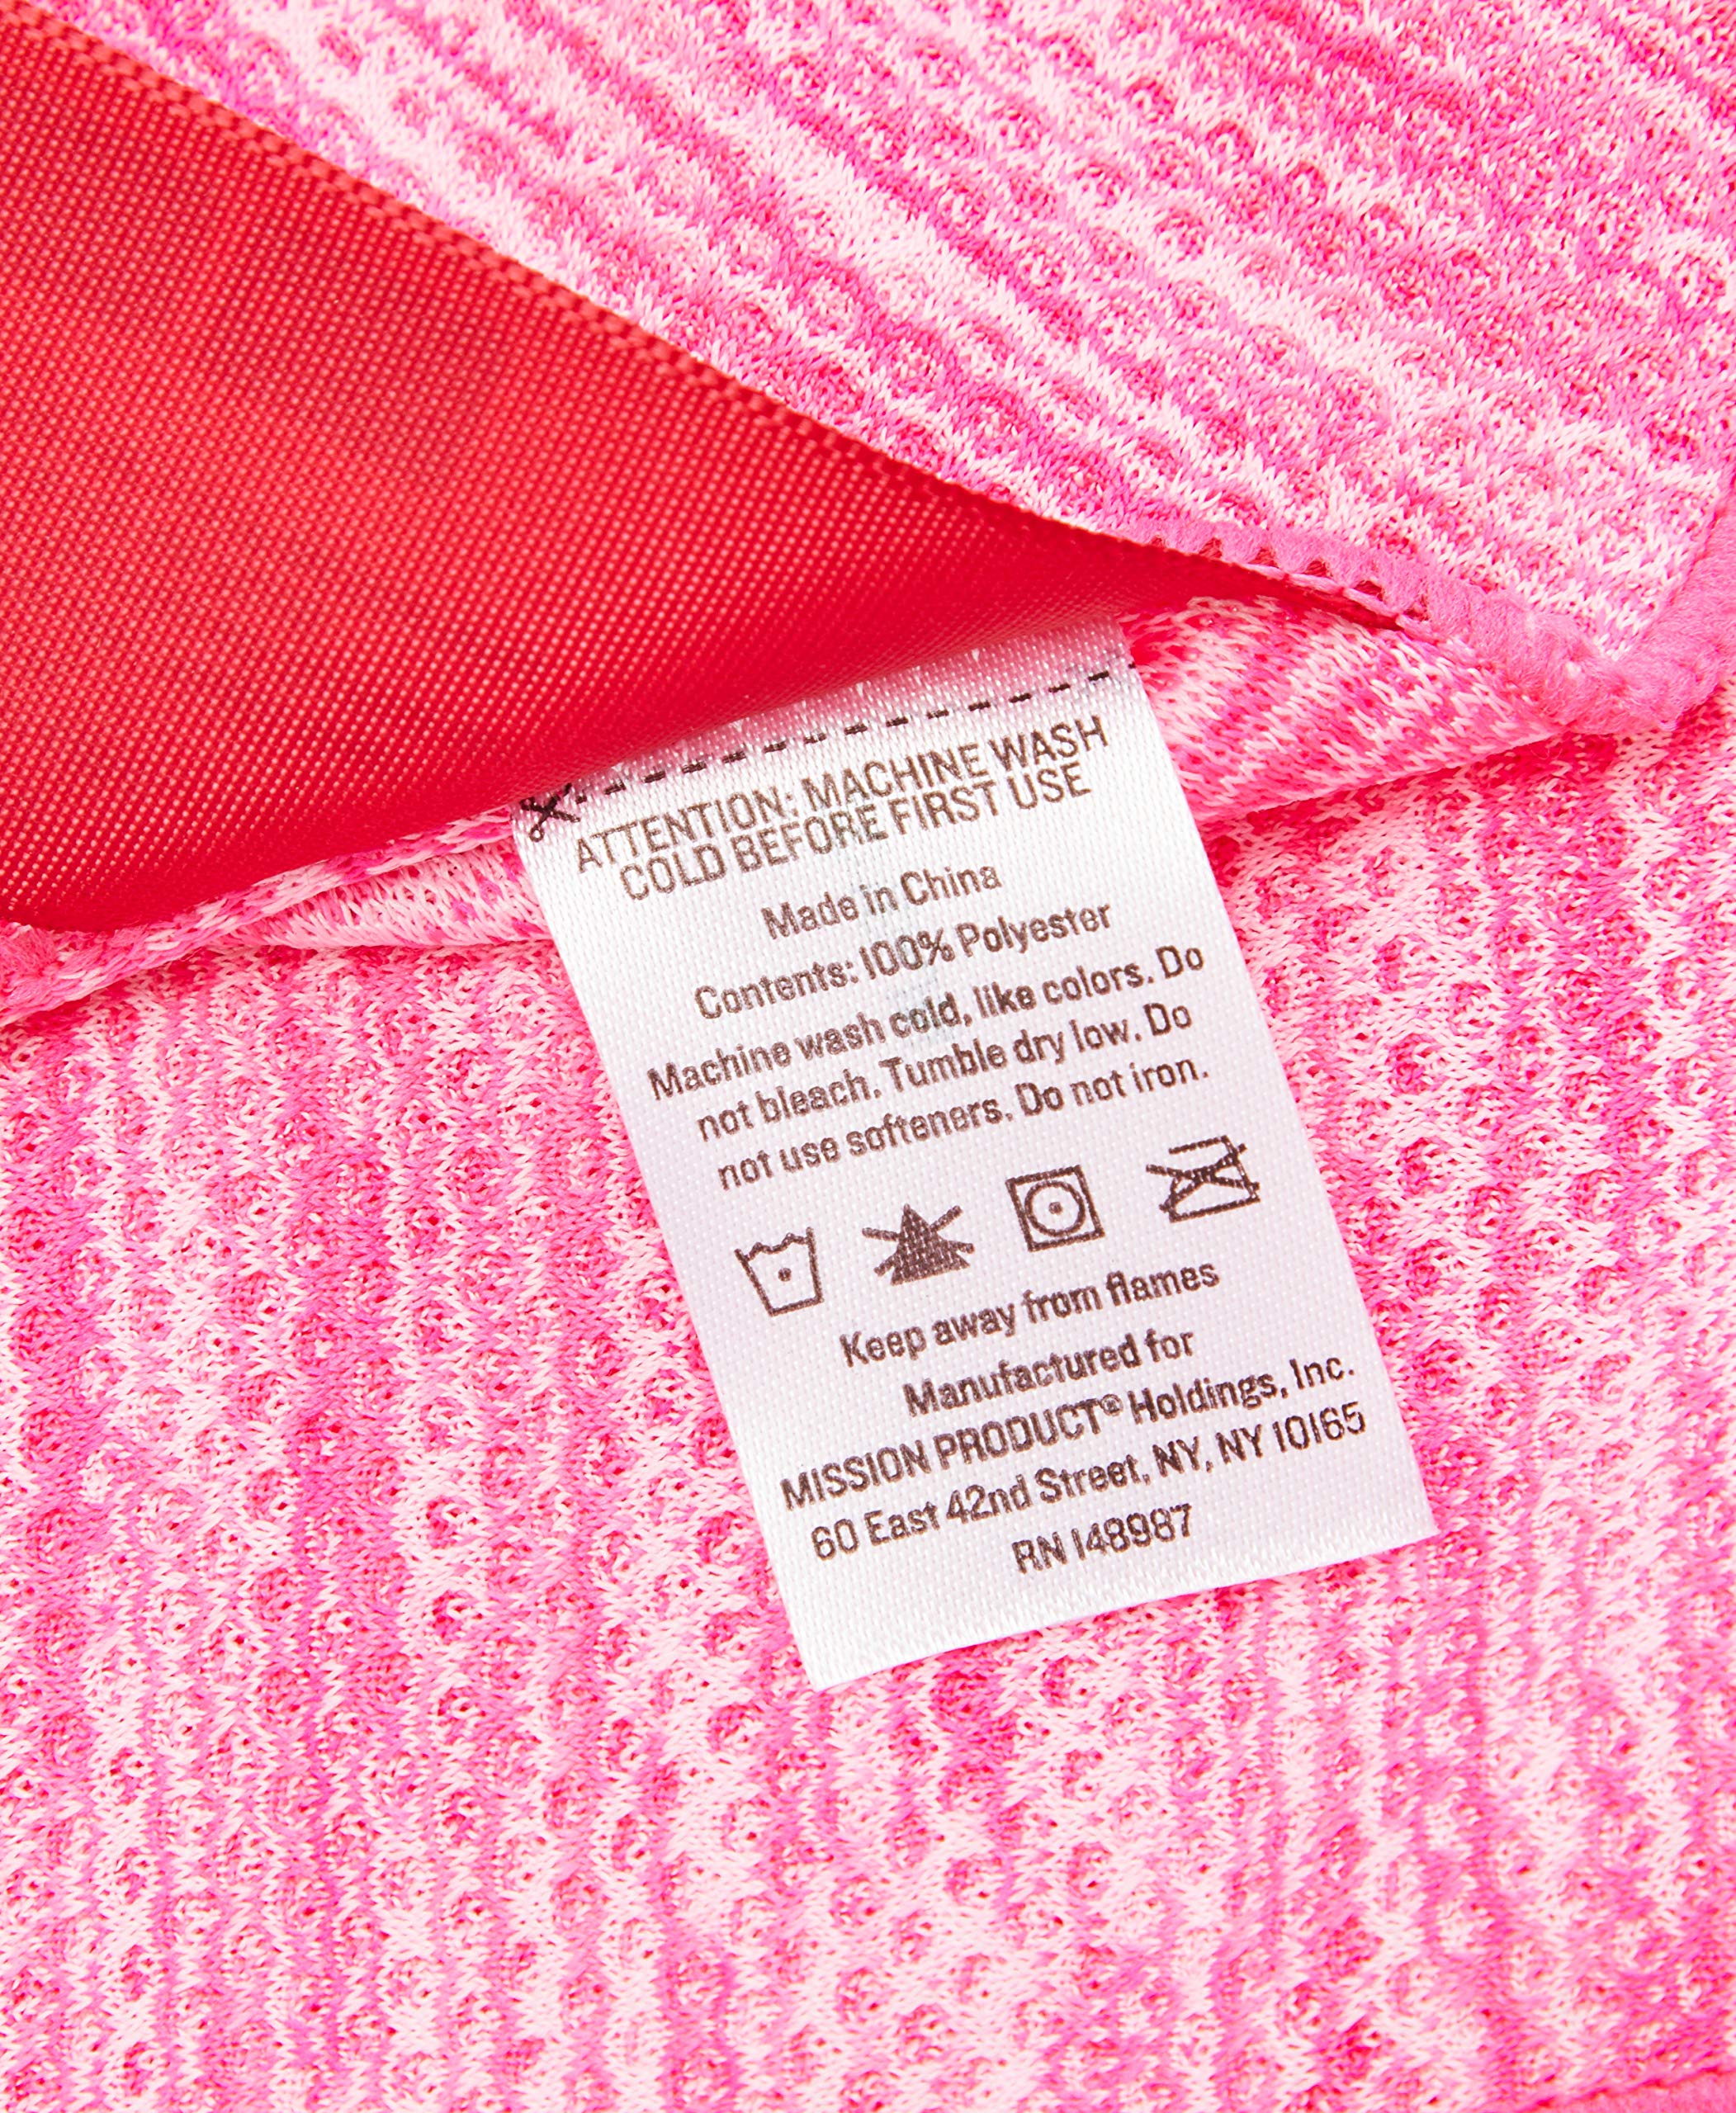 ATTENTION: MACHINE WASH
COLD BEFORE FIRST USE
Made in China
Contents: 100% Polyester
Machine wash cold, like colors. Do
not bleach. Tumble dry low. Do
not use softeners. Do not iron.
Keep away from flames
Manufactured for
MISSION PRODUCT® Holdings, Inc.
60 East 42nd Street, NY, NY 10165
RN 148987